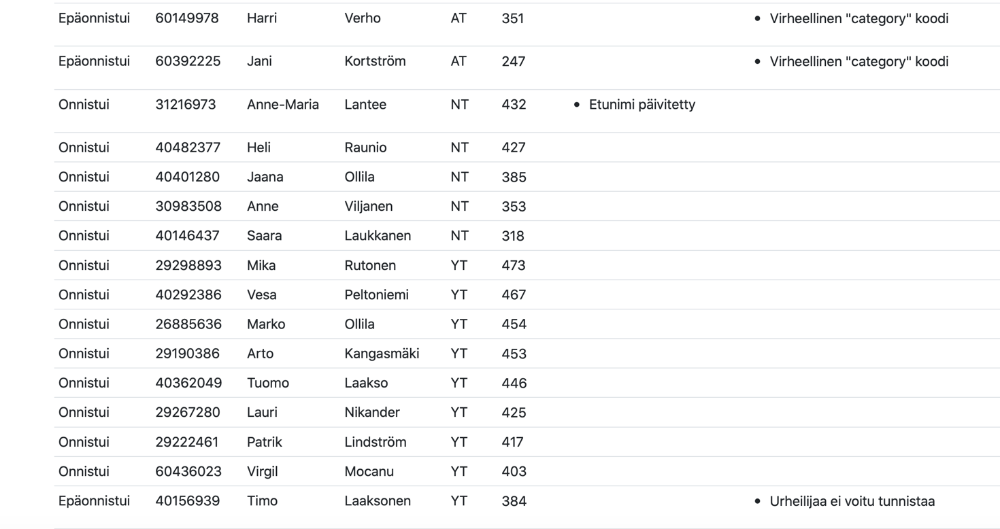 Epäonnistui 60149978 Harri Verho AT 351 • Virheellinen "category" koodi
Epäonnistui 60392225 Jani Kortström AT 247 • Virheellinen "category" koodi
Onnistui 31216973 Anne-Maria Lantee NT 432 • Etunimi päivitetty
Onnistui 40482377 Heli Raunio NT 427
Onnistui 40401280 Jaana Ollila NT 385
Onnistui 30983508 Anne Viljanen NT 353
Onnistui 40146437 Saara Laukkanen NT 318
Onnistui 29298893 Mika Rutonen YT 473
Onnistui 40292386 Vesa Peltoniemi YT 467
Onnistui 26885636 Marko Ollila YT 454
Onnistui 29190386 Arto Kangasmäki YT 453
Onnistui 40362049 Tuomo Laakso YT 446
Onnistui 29267280 Lauri Nikander YT 425
Onnistui 29222461 Patrik Lindström YT 417
Onnistui 60436023 Virgil Mocanu YT 403
Epäonnistui 40156939 Timo Laaksonen YT 384 • Urheilijaa ei voitu tunnistaa